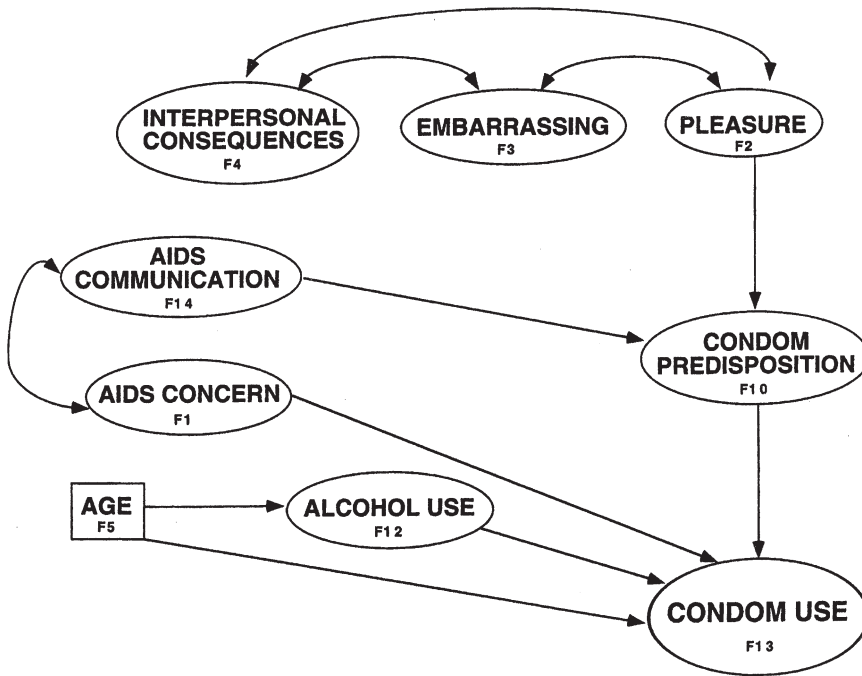 INTERPERSONAL
CONSEQUENCES
F4
EMBARRASSING
F3
PLEASURE
F2
AIDS
COMMUNICATION
F14
CONDOM
PREDISPOSITION
F10
AIDS CONCERN
F1
AGE
F5
ALCOHOL USE
F12
CONDOM USE
F13